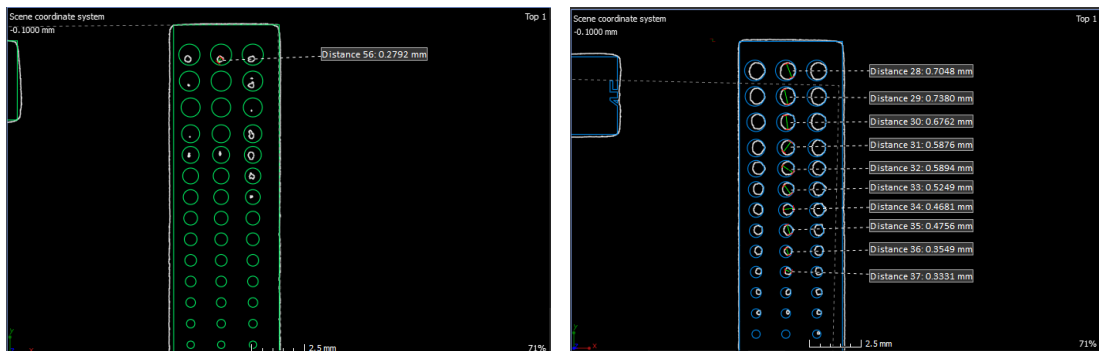 Scene coordinate system
Top 1
-0.1000 mm
Distance 56: 0.2792 mm
2.5 mm
71%
Scene coordinate system
Top 1
-0.1000 mm
Distance 28: 0.7048 mm
Distance 29: 0.7380 mm
Distance 30: 0.6762 mm
Distance 31: 0.5876 mm
Distance 32: 0.5894 mm
Distance 33: 0.5249 mm
Distance 34: 0.4681 mm
Distance 35: 0.4756 mm
Distance 36: 0.3549 mm
Distance 37: 0.3331 mm
2.5 mm
71%